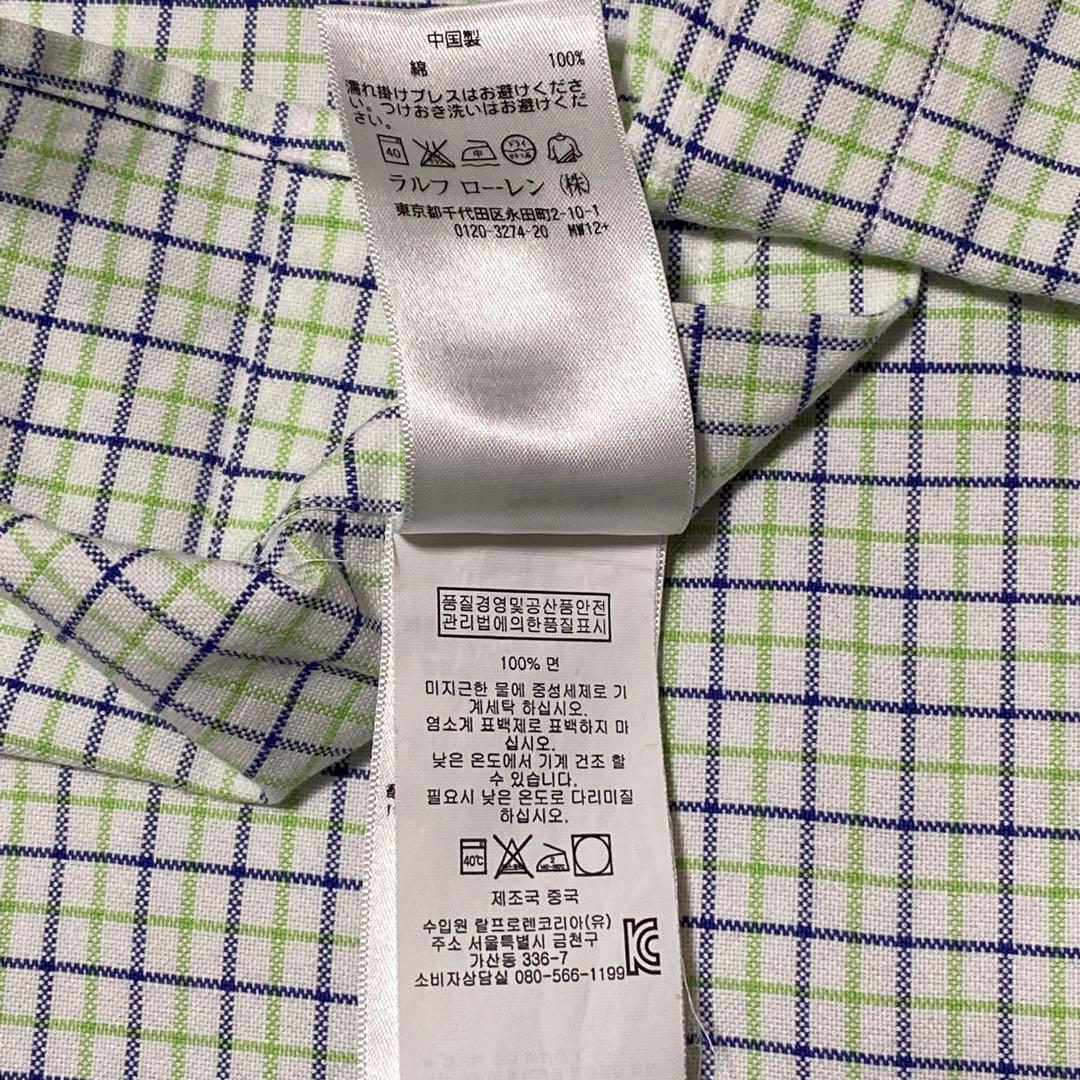 中国製
綿 100%
濡れ掛けプレスはお避けくださ
い。つけおき洗いはお避けくだ
さい。
40 中 ドライ
ラルフ ローレン (株)
東京都千代田区永田町2-10-1
0120-3274-20 MW12+
품질경영및공산품안전
관리법에의한품질표시
100% 면
미지근한 물에 중성세제로 기
계세탁 하십시오.
염소계 표백제로 표백하지 마
십시오.
낮은 온도에서 기계 건조 할
수 있습니다.
필요시 낮은 온도로 다리미질
하십시오.
40℃ 2
제조국 중국
수입원 랄프로렌코리아(유)
주소 서울특별시 금천구
가산동 336-7
소비자상담실 080-566-1199